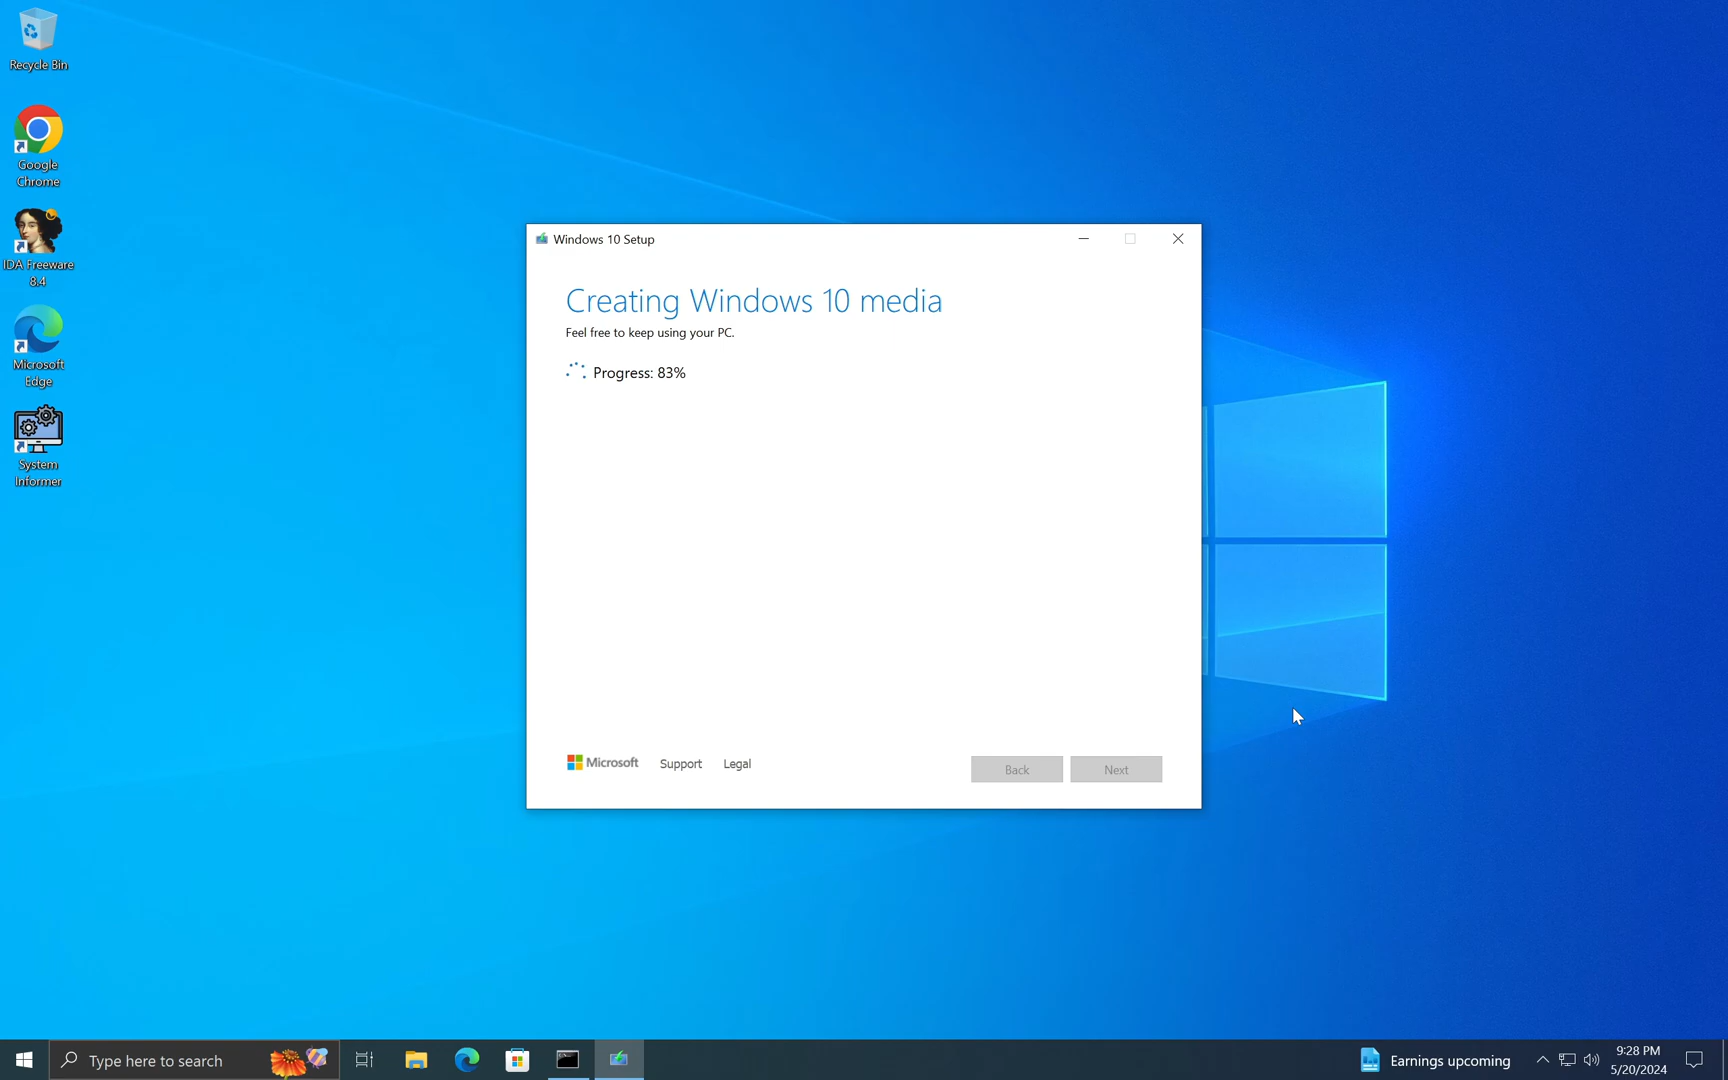 Recycle Bin
Google
Chrome
IDA Freeware
8.4
Microsoft
Edge
System
Informer
Windows 10 Setup
Creating Windows 10 media
Feel free to keep using your PC.
Progress: 83%
Microsoft
Support
Legal
Back
Next
Type here to search
Earnings upcoming
9:28 PM
5/20/2024